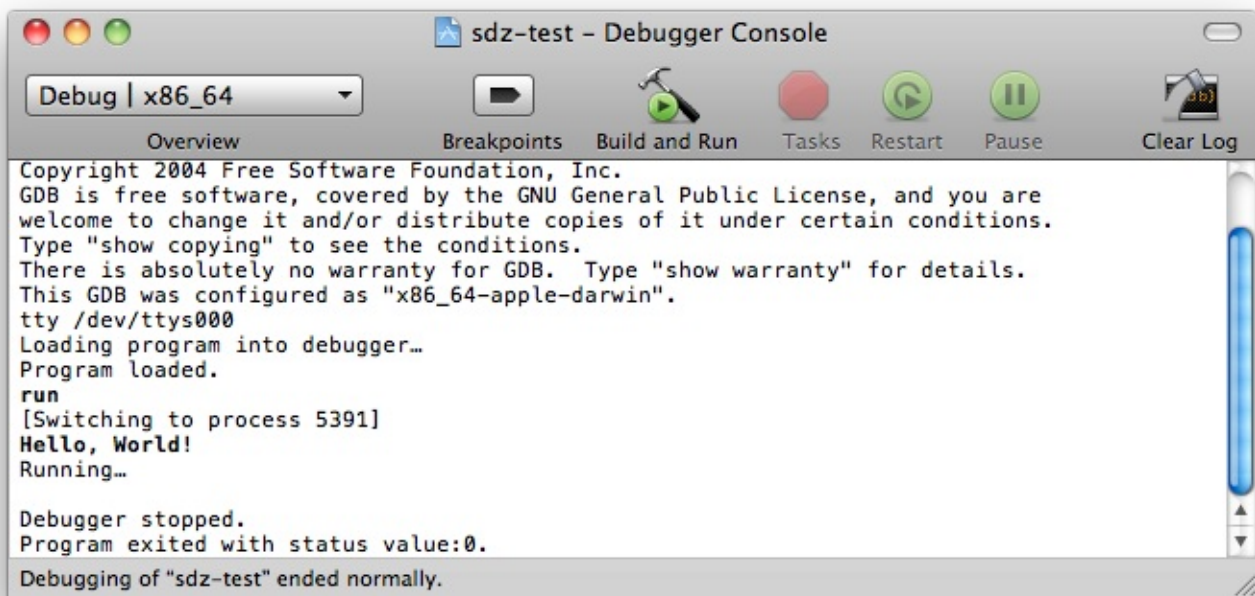 sdz-test – Debugger Console
Debug | x86_64
Overview Breakpoints Build and Run Tasks Restart Pause Clear Log
Copyright 2004 Free Software Foundation, Inc.
GDB is free software, covered by the GNU General Public License, and you are
welcome to change it and/or distribute copies of it under certain conditions.
Type "show copying" to see the conditions.
There is absolutely no warranty for GDB.  Type "show warranty" for details.
This GDB was configured as "x86_64-apple-darwin".
tty /dev/ttys000
Loading program into debugger…
Program loaded.
run
[Switching to process 5391]
Hello, World!
Running…
Debugger stopped.
Program exited with status value:0.
Debugging of “sdz-test” ended normally.